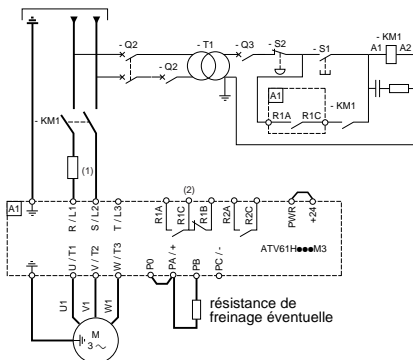 - Q2
- T1
- Q3
- S2
- S1
- KM1
A1
A2
- Q2
A1
R1A
R1C
- KM1
- KM1
(1)
(2)
A1
R / L1
S / L2
T / L3
R1A
R1C
R1B
R2A
R2C
PWR
+24
ATV61H●●●M3
U / T1
V / T2
W / T3
P0
PA / +
PB
PC / -
U1
V1
W1
M
3 ~
résistance de
freinage éventuelle